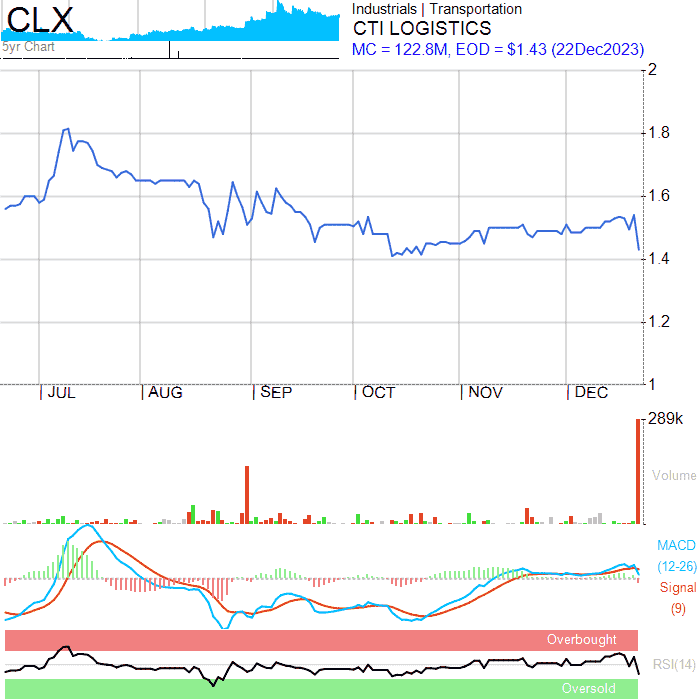 CLX
5yr Chart
Industrials | Transportation
CTI LOGISTICS
MC = 122.8M, EOD = $1.43 (22Dec2023)
2
1.8
1.6
1.4
1.2
1
JUL AUG SEP OCT NOV DEC
289k
Volume
MACD
(12-26)
Signal
(9)
Overbought
RSI(14)
Oversold